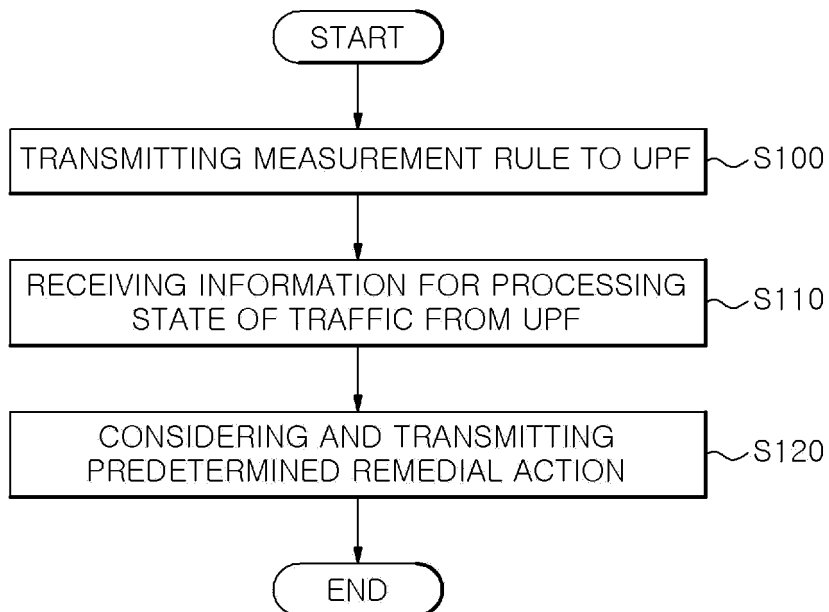 START
TRANSMITTING MEASUREMENT RULE TO UPF
S100
RECEIVING INFORMATION FOR PROCESSING
STATE OF TRAFFIC FROM UPF
S110
CONSIDERING AND TRANSMITTING
PREDETERMINED REMEDIAL ACTION
S120
END